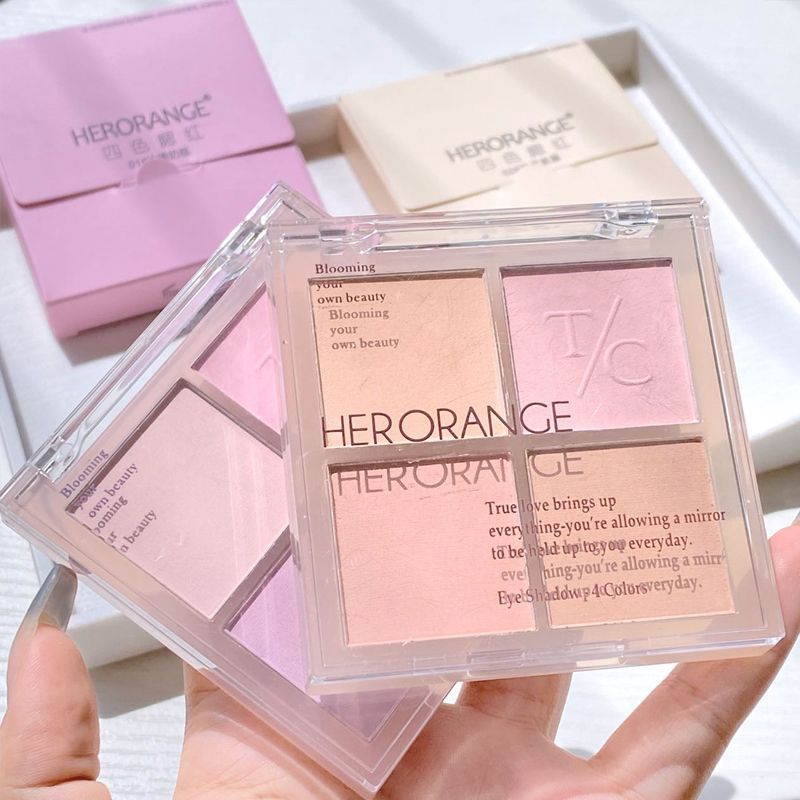 HERORANGE®
四色腮红
HERORANGE®
四色腮红
Blooming
your
own beauty
Blooming
your
own beauty
T/C
HERORANGE
HERORANGE
True love brings up
everything-you're allowing a mirror
to be held up to you everyday.
Eye Shadow 4 Colors
Blooming
your
own beauty